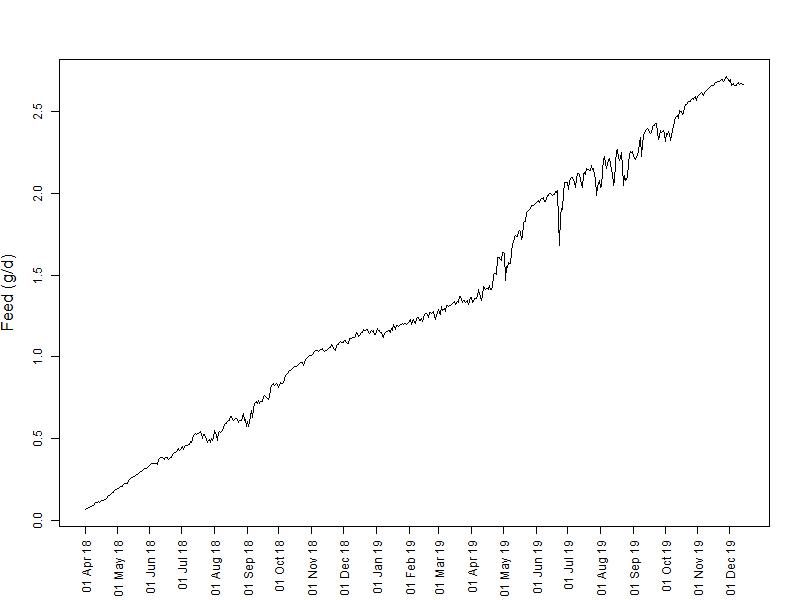 Feed (g/d)
2.5
2.0
1.5
1.0
0.5
0.0
01 Apr 18
01 May 18
01 Jun 18
01 Jul 18
01 Aug 18
01 Sep 18
01 Oct 18
01 Nov 18
01 Dec 18
01 Jan 19
01 Feb 19
01 Mar 19
01 Apr 19
01 May 19
01 Jun 19
01 Jul 19
01 Aug 19
01 Sep 19
01 Oct 19
01 Nov 19
01 Dec 19